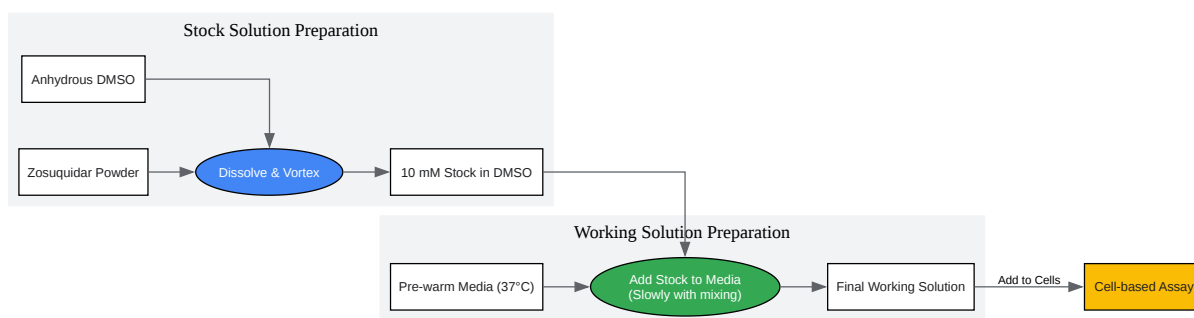 Stock Solution Preparation
Anhydrous DMSO
Zosuquidar Powder
Dissolve & Vortex
10 mM Stock in DMSO
Working Solution Preparation
Pre-warm Media (37°C)
Add Stock to Media
(Slowly with mixing)
Final Working Solution
Add to Cells
Cell-based Assay